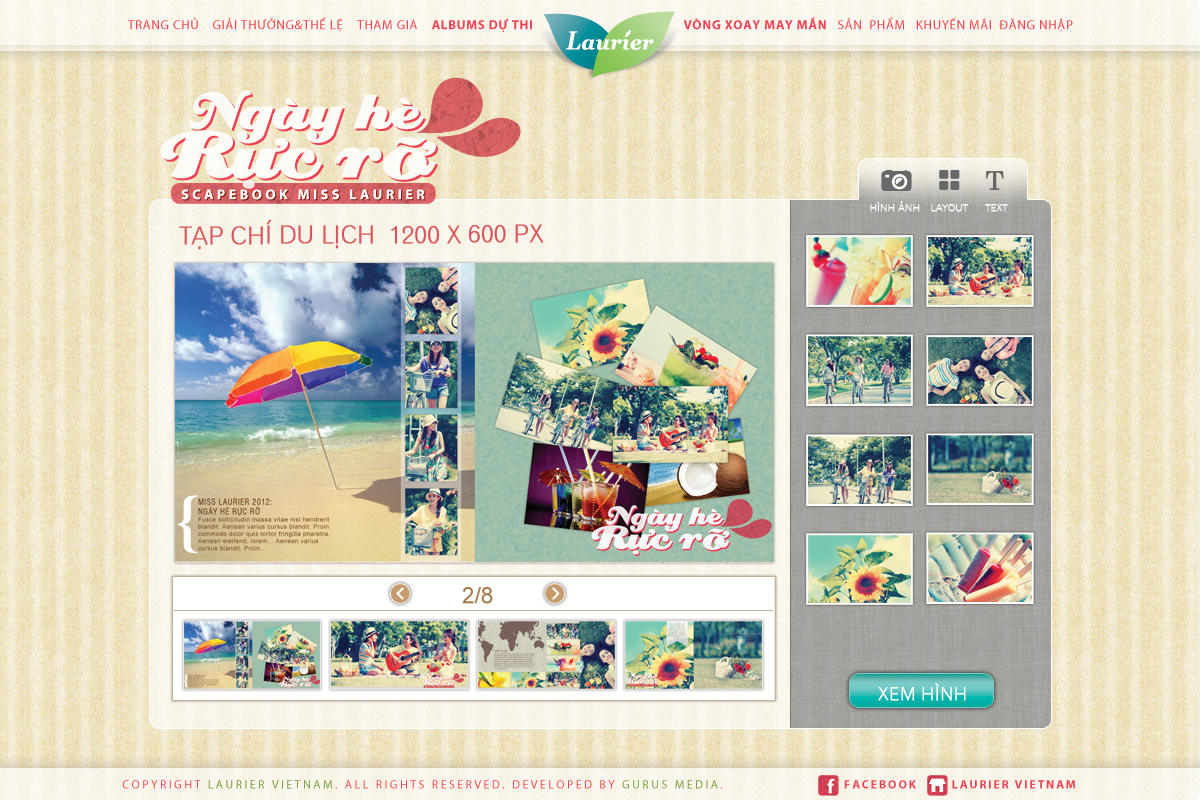 TRANG CHỦ GIẢI THƯỞNG&THỂ LỆ THAM GIA ALBUMS DỰ THI Laurier VÒNG XOAY MAY MẮN SẢN PHẨM KHUYẾN MÃI ĐĂNG NHẬP
Ngày hè
Rực rỡ
SCAPEBOOK MISS LAURIER
HÌNH ẢNH LAYOUT TEXT
TẠP CHÍ DU LỊCH 1200 X 600 PX
MISS LAURIER 2012:
NGÀY HÈ RỰC RỠ
Fusce sollicitudin massa vitae nisl hendrerit
blandit. Aenean varius cursus blandit. Proin
commodo dolor quis tortor fringilla pharetra.
Aenean eleifend, lorem... Aenean varius
cursus blandit. Proin...
Ngày hè
Rực rỡ
2/8
Ngày hè
Rực rỡ
XEM HÌNH
COPYRIGHT LAURIER VIETNAM. ALL RIGHTS RESERVED. DEVELOPED BY GURUS MEDIA.
f FACEBOOK LAURIER VIETNAM